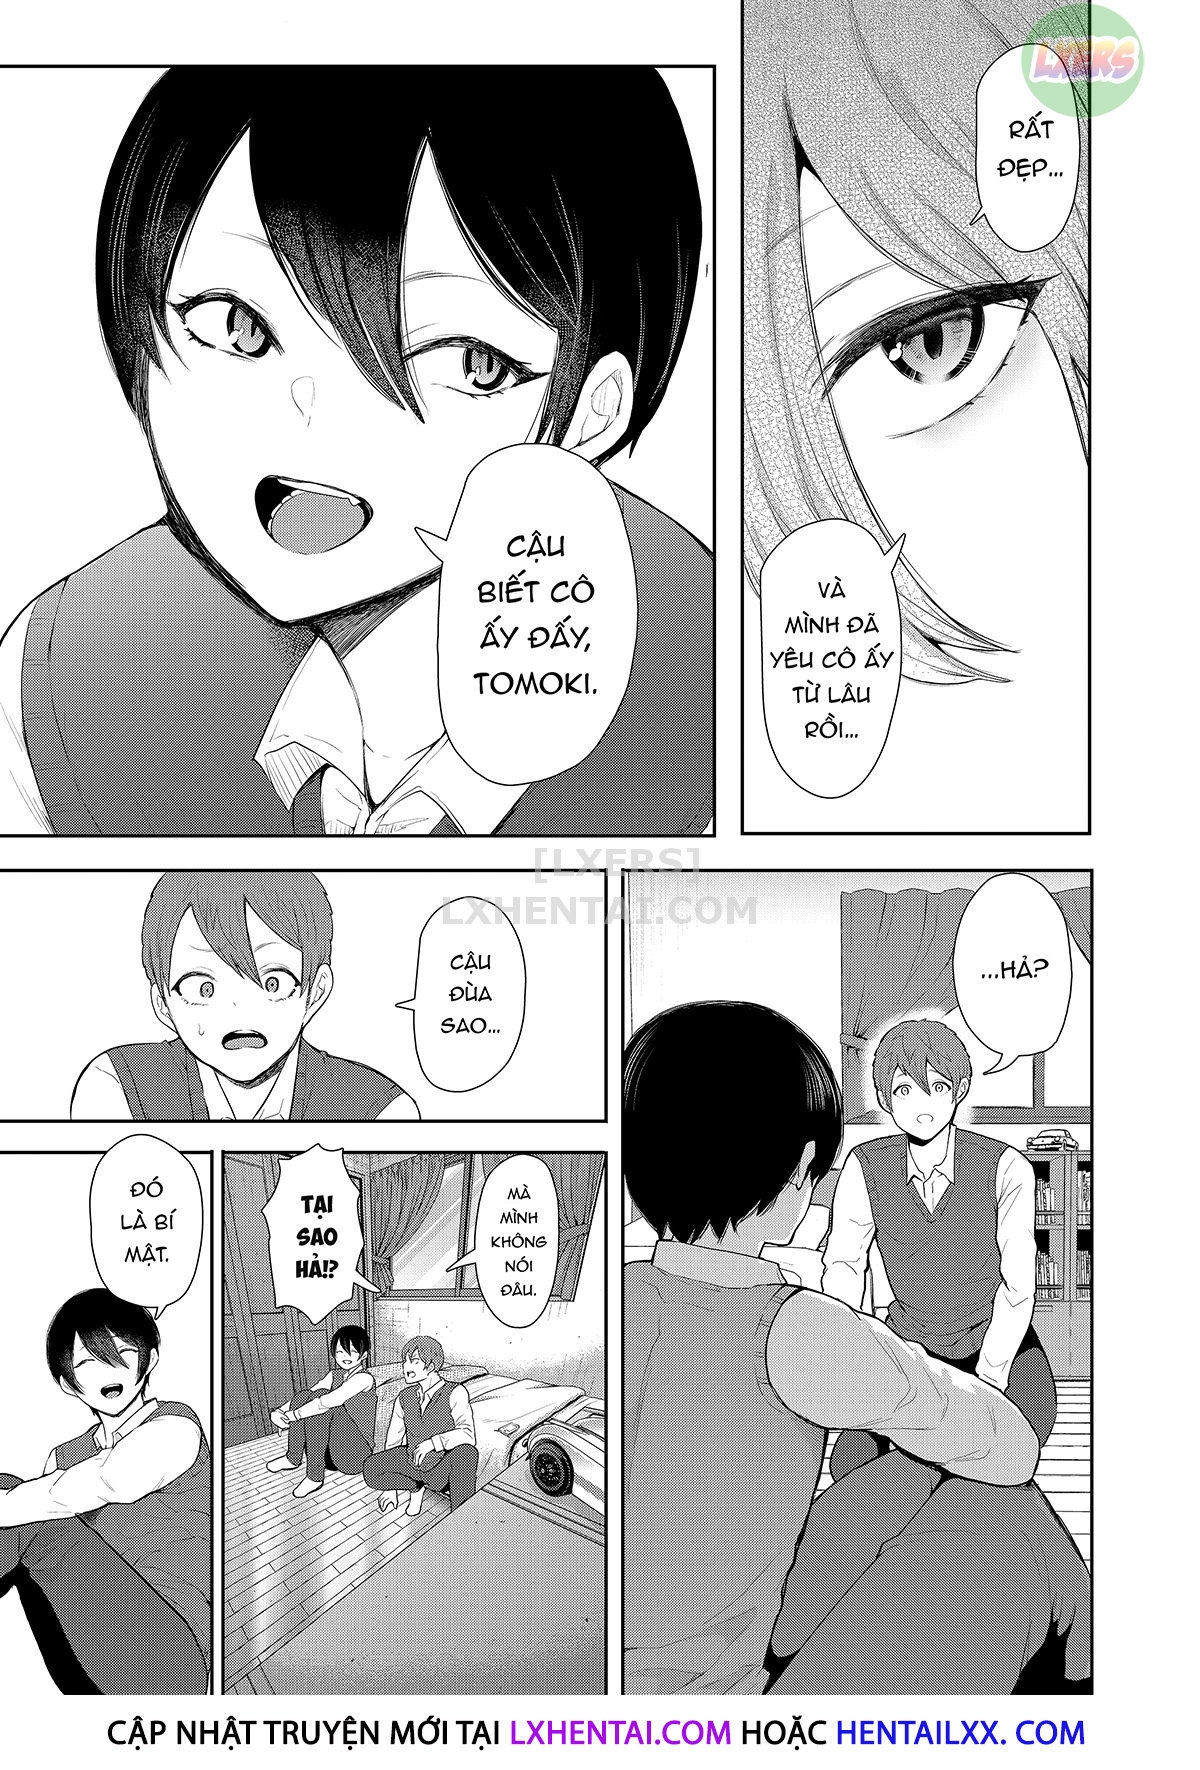 LXERS
RẤT
ĐẸP...
VÀ
MÌNH ĐÃ
YÊU CÔ ẤY
TỪ LÂU
RỒI...
CẬU
BIẾT CÔ
ẤY ĐẤY,
TOMOKI.
[LXERS]
LXHENTAI.COM
...HẢ?
CẬU
ĐÙA
SAO...
MÀ
MÌNH
KHÔNG
NÓI
ĐÂU.
TẠI
SAO
HẢ!?
ĐÓ
LÀ BÍ
MẬT.
CẬP NHẬT TRUYỆN MỚI TẠI LXHENTAI.COM HOẶC HENTAILXX. COM